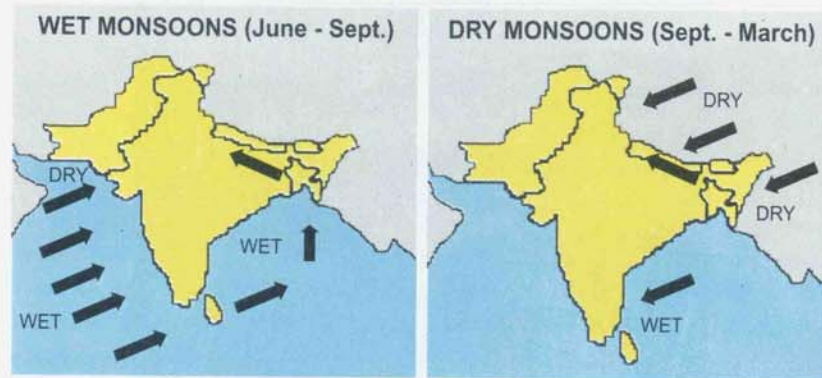 WET MONSOONS (June - Sept.)
DRY
WET
WET
DRY MONSOONS (Sept. - March)
DRY
DRY
WET